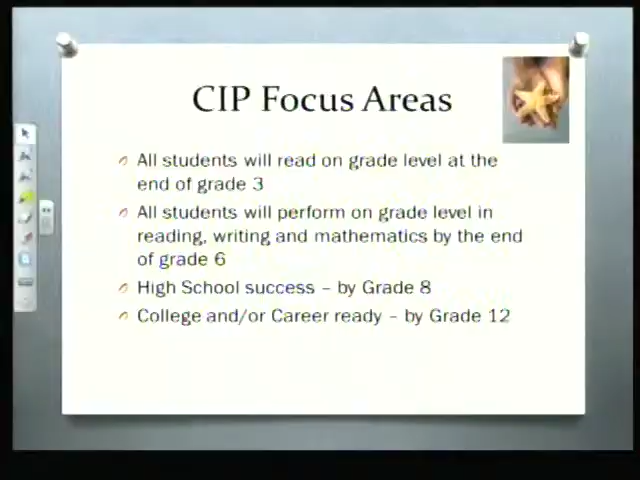 CIP Focus Areas
All students will read on grade level at the
end of grade 3
All students will perform on grade level in
reading, writing and mathematics by the end
of grade 6
High School success – by Grade 8
College and/or Career ready – by Grade 12